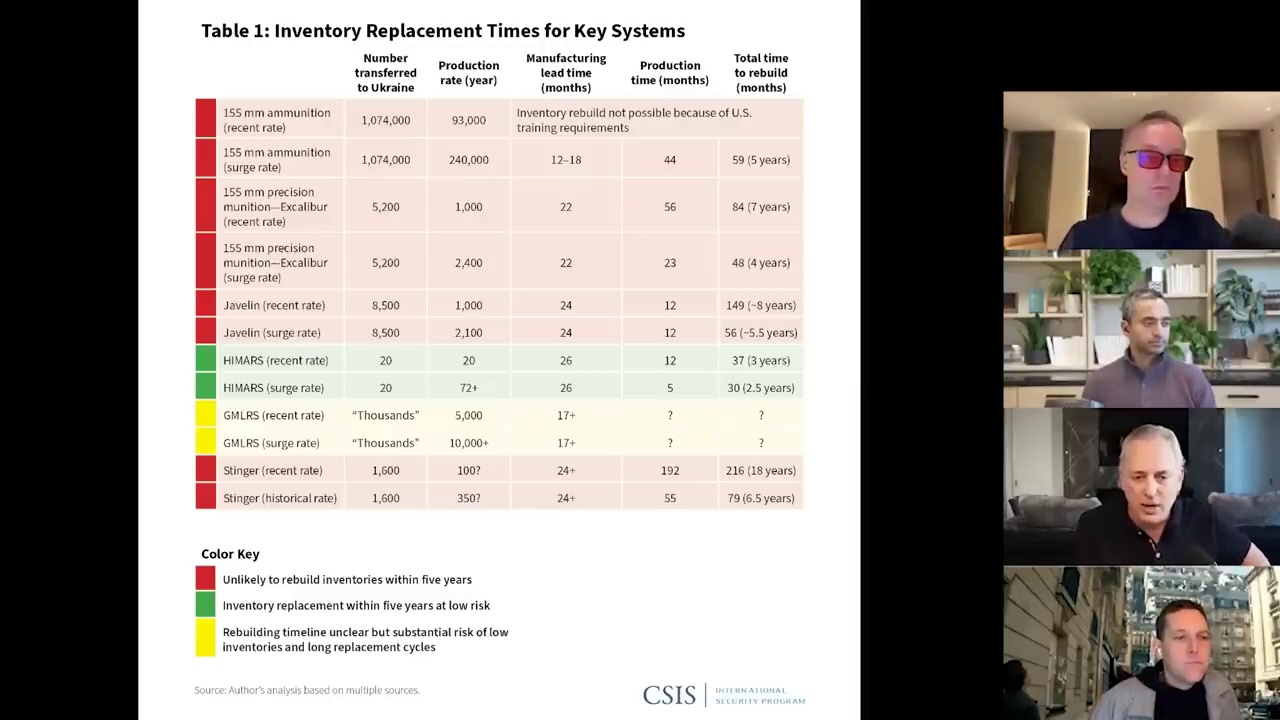 Table 1: Inventory Replacement Times for Key Systems
Number transferred to Ukraine
Production rate (year)
Manufacturing lead time (months)
Production time (months)
Total time to rebuild (months)
155 mm ammunition (recent rate) 1,074,000 93,000 Inventory rebuild not possible because of U.S. training requirements
155 mm ammunition (surge rate) 1,074,000 240,000 12–18 44 59 (5 years)
155 mm precision munition—Excalibur (recent rate) 5,200 1,000 22 56 84 (7 years)
155 mm precision munition—Excalibur (surge rate) 5,200 2,400 22 23 48 (4 years)
Javelin (recent rate) 8,500 1,000 24 12 149 (~8 years)
Javelin (surge rate) 8,500 2,100 24 12 56 (~5.5 years)
HIMARS (recent rate) 20 20 26 12 37 (3 years)
HIMARS (surge rate) 20 72+ 26 5 30 (2.5 years)
GMLRS (recent rate) “Thousands” 5,000 17+ ? ?
GMLRS (surge rate) “Thousands” 10,000+ 17+ ? ?
Stinger (recent rate) 1,600 100? 24+ 192 216 (18 years)
Stinger (historical rate) 1,600 350? 24+ 55 79 (6.5 years)
Color Key
Unlikely to rebuild inventories within five years
Inventory replacement within five years at low risk
Rebuilding timeline unclear but substantial risk of low
inventories and long replacement cycles
Source: Author’s analysis based on multiple sources.
CSIS INTERNATIONAL
SECURITY PROGRAM